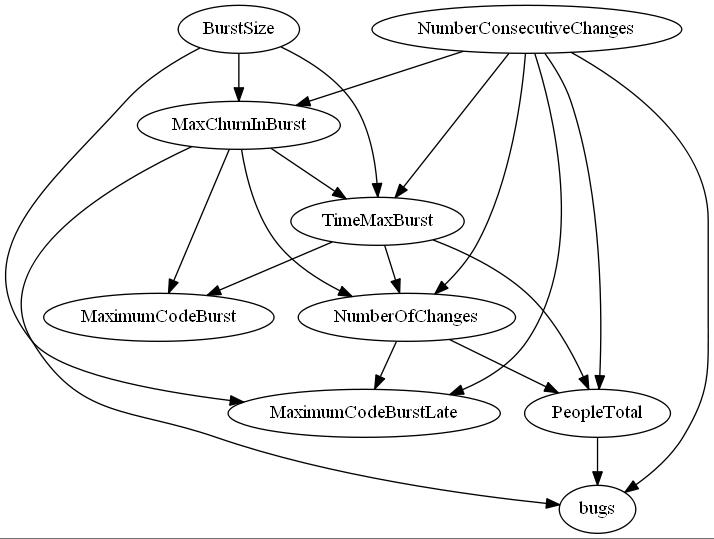 BurstSize
NumberConsecutiveChanges
MaxChurnInBurst
TimeMaxBurst
MaximumCodeBurst
NumberOfChanges
MaximumCodeBurstLate
PeopleTotal
bugs